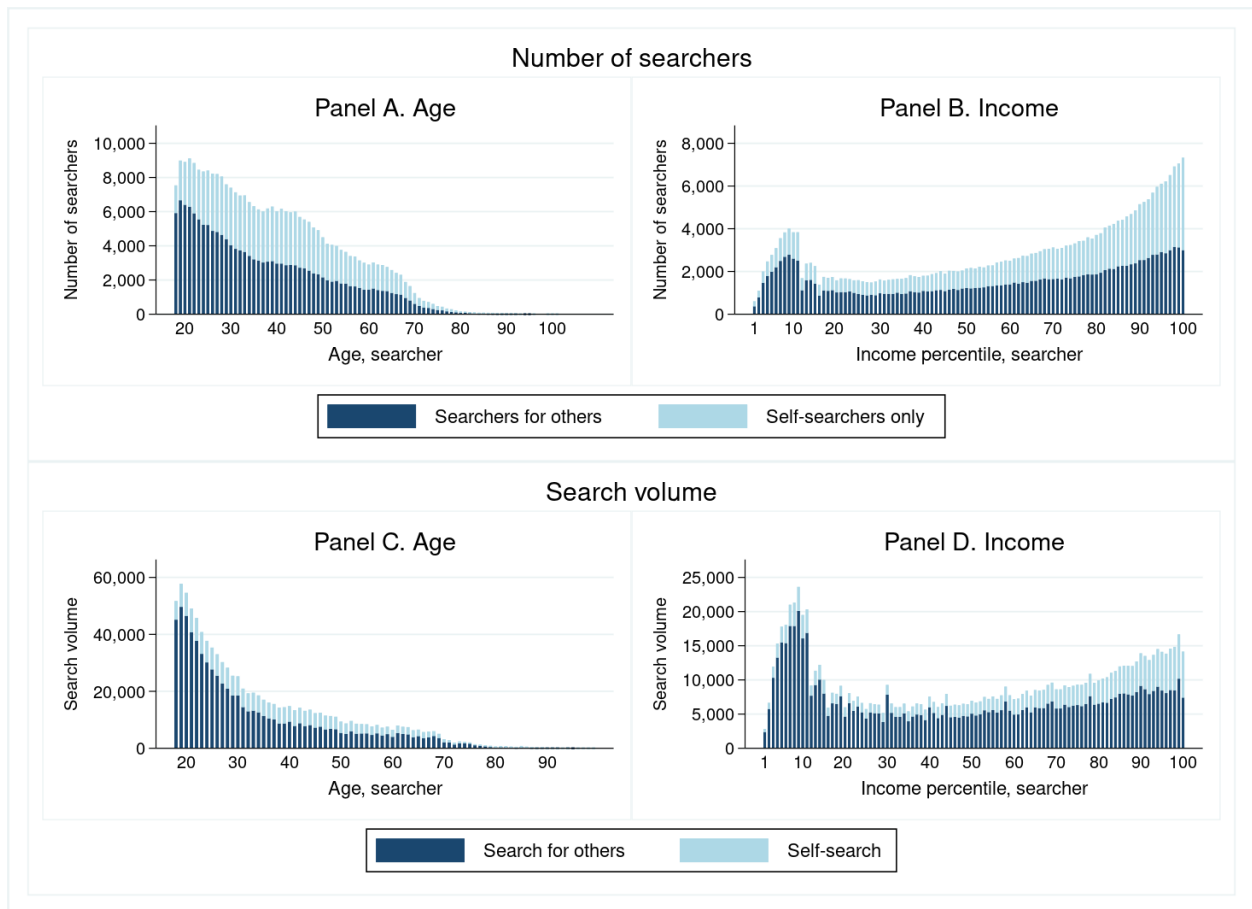 Number of searchers
Panel A. Age
Number of searchers
10,000
8,000
6,000
4,000
2,000
0
20 30 40 50 60 70 80 90 100
Age, searcher
Panel B. Income
Number of searchers
8,000
6,000
4,000
2,000
0
1 10 20 30 40 50 60 70 80 90 100
Income percentile, searcher
Searchers for others Self-searchers only
Search volume
Panel C. Age
Search volume
60,000
40,000
20,000
0
20 30 40 50 60 70 80 90
Age, searcher
Panel D. Income
Search volume
25,000
20,000
15,000
10,000
5,000
0
1 10 20 30 40 50 60 70 80 90 100
Income percentile, searcher
Search for others Self-search